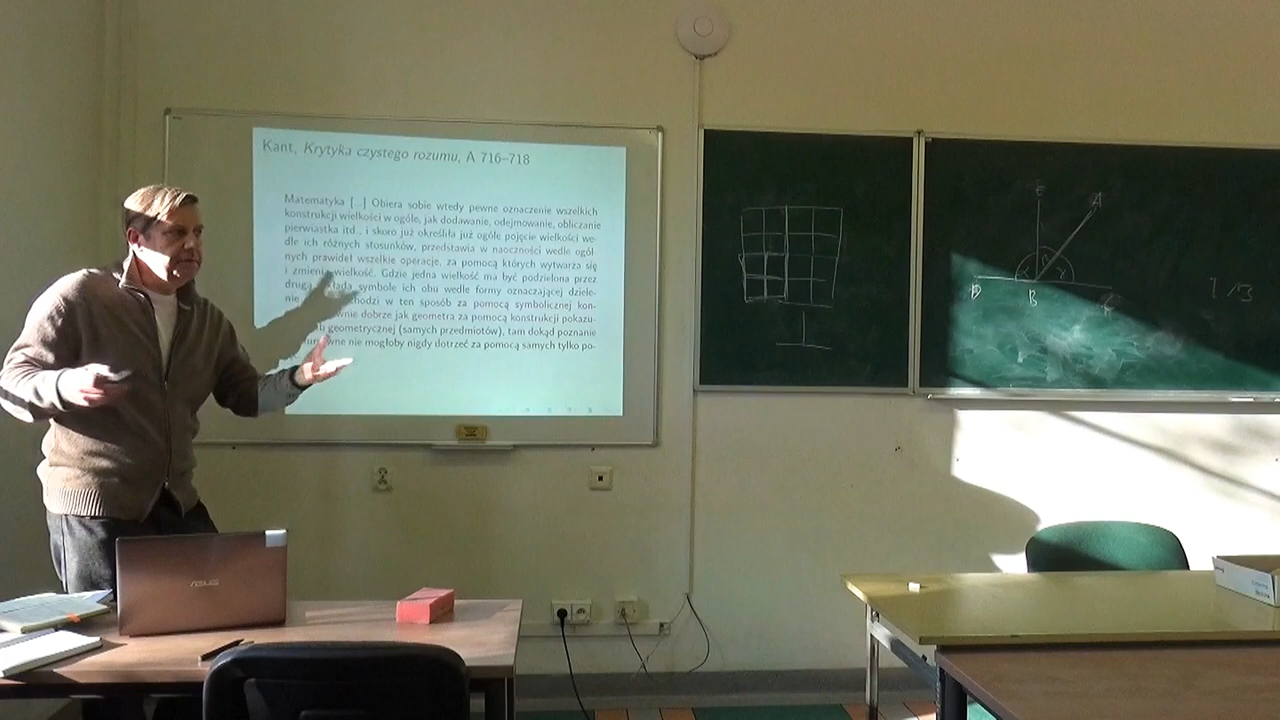 Kant, Krytyka czystego rozumu, A 716–718
Matematyka [...] Obiera sobie wtedy pewne oznaczenie wszelkich
konstrukcji wielkości w ogóle, jak dodawanie, odejmowanie, obliczanie
pierwiastka itd., i skoro już określiła już ogóle pojęcie wielkości we-
dle ich różnych stosunków, przedstawia w naoczności wedle ogól-
nych prawideł wszelkie operacje, za pomocą których wytwarza się
i zmienia wielkość. Gdzie jedna wielkość ma być podzielona przez
drugą symbole ich obu wedle formy oznaczającej dziele-
nie w ten sposób za pomocą symbolicznej kon-
dobrze jak geometra za pomocą konstrukcji pokazu-
geometrycznej (samych przedmiotów), tam dokąd poznanie
nie mogłoby nigdy dotrzeć za pomocą samych tylko po-
E
A
D
B
C
1/3
ASUS